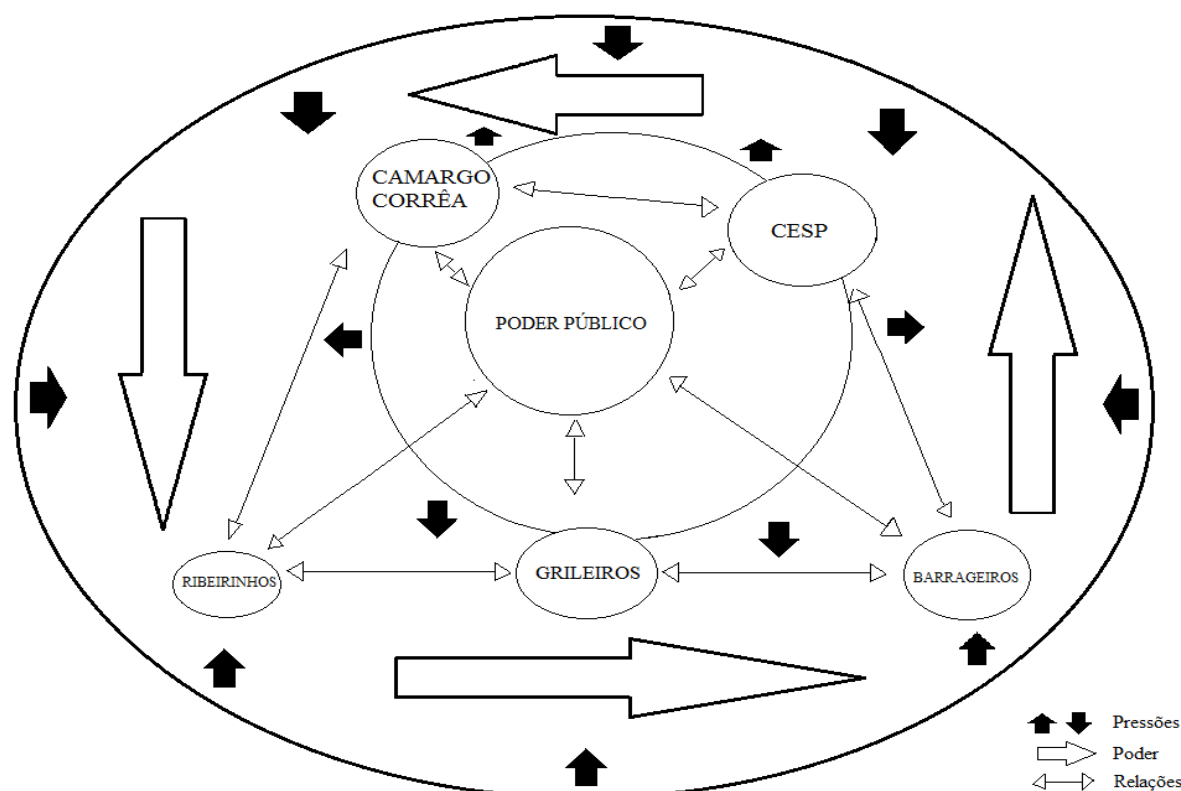 CAMARGO
CORRÊA
CESP
PODER PÚBLICO
RIBEIRINHOS
GRILEIROS
BARRAGEIROS
Pressões
Poder
Relações